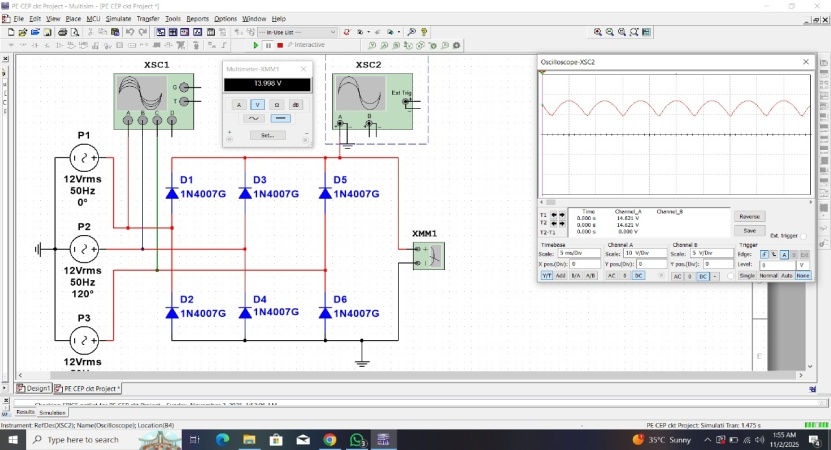 PE CEP ckt Project - Multisim - [PE CEP ckt Project *]
File Edit View Place MCU Simulate Transfer Tools Reports Options Window Help
--- In-Use List ---
Interactive
XSC1
G
T
A B C D
Multimeter-XMM1
13.998 V
A V Ω dB
Set...
XSC2
Ext Trig
A B
Oscilloscope-XSC2
P1
12Vrms
50Hz
0°
P2
12Vrms
50Hz
120°
P3
12Vrms
D1
1N4007G
D3
1N4007G
D5
1N4007G
D2
1N4007G
D4
1N4007G
D6
1N4007G
XMM1
T1
T2
T2-T1
Time Channel_A Channel_B
0.000 s 14.621 V
0.000 s 14.621 V
0.000 s 0.000 V
Reverse
Save
Ext. trigger
Timebase
Scale: 5 ms/Div
X pos.(Div): 0
Y/T Add B/A A/B
Channel A
Scale: 10 V/Div
Y pos.(Div): 0
AC 0 DC
Channel B
Scale: 5 V/Div
Y pos.(Div): 0
AC 0 DC -
Trigger
Edge:
Level: 0 V
Single Normal Auto None
E
Design1 PE CEP ckt Project *
Results Simulation
Instrument: RefDes(XSC2); Name(Oscilloscope); Location(B4)
PE CEP ckt Project: Simulati Tran: 1.475 s
Type here to search
35°C Sunny
1:55 AM
11/2/2025